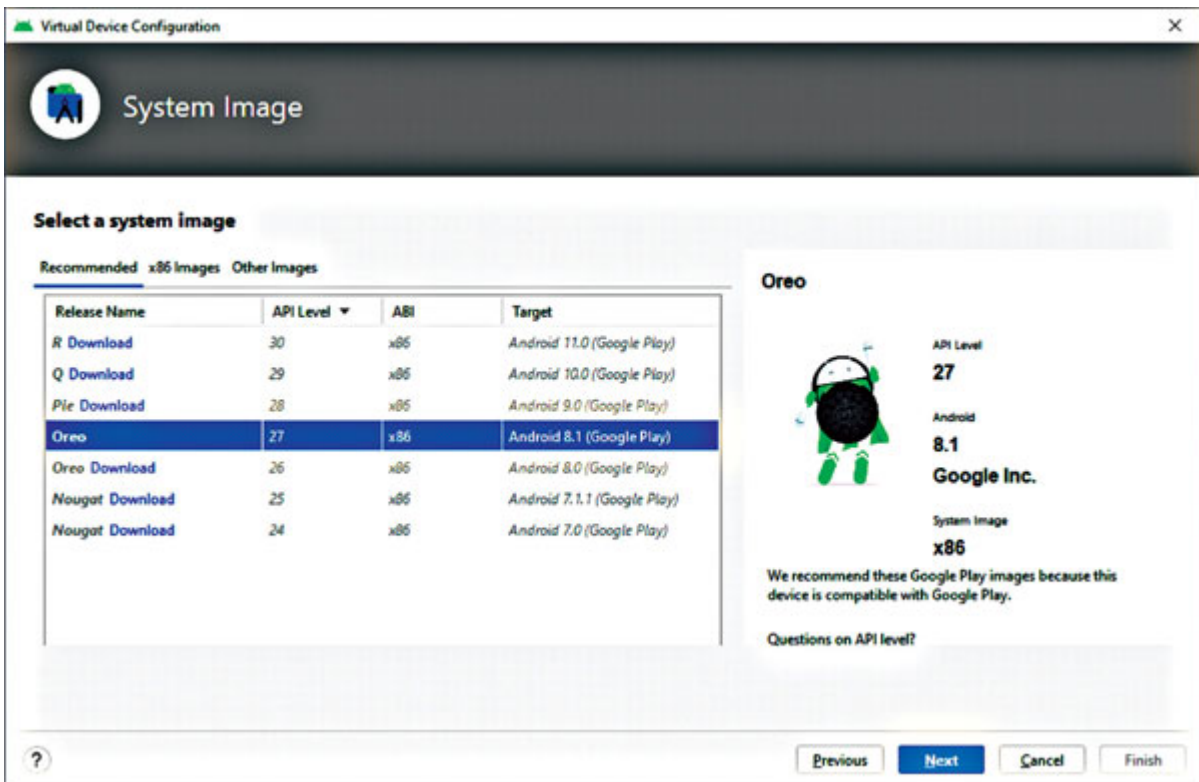 Virtual Device Configuration
System Image
Select a system image
Recommended x86 Images Other Images
Release Name API Level ABI Target
R Download 30 x86 Android 11.0 (Google Play)
Q Download 29 x86 Android 10.0 (Google Play)
Pie Download 28 x86 Android 9.0 (Google Play)
Oreo 27 x86 Android 8.1 (Google Play)
Oreo Download 26 x86 Android 8.0 (Google Play)
Nougat Download 25 x86 Android 7.1.1 (Google Play)
Nougat Download 24 x86 Android 7.0 (Google Play)
Oreo
API Level
27
Android
8.1
Google Inc.
System Image
x86
We recommend these Google Play images because this
device is compatible with Google Play.
Questions on API level?
? Previous Next Cancel Finish